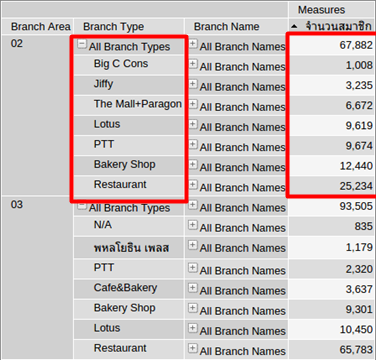 Measures
Branch Area Branch Type Branch Name จำนวนสมาชิก
02 All Branch Types All Branch Names 67,882
Big C Cons All Branch Names 1,008
Jiffy All Branch Names 3,235
The Mall+Paragon All Branch Names 6,672
Lotus All Branch Names 9,619
PTT All Branch Names 9,674
Bakery Shop All Branch Names 12,440
Restaurant All Branch Names 25,234
03 All Branch Types All Branch Names 93,505
N/A All Branch Names 835
พหลโยธิน เพลส All Branch Names 1,179
PTT All Branch Names 2,320
Cafe&Bakery All Branch Names 3,637
Bakery Shop All Branch Names 9,301
Lotus All Branch Names 10,450
Restaurant All Branch Names 65,783